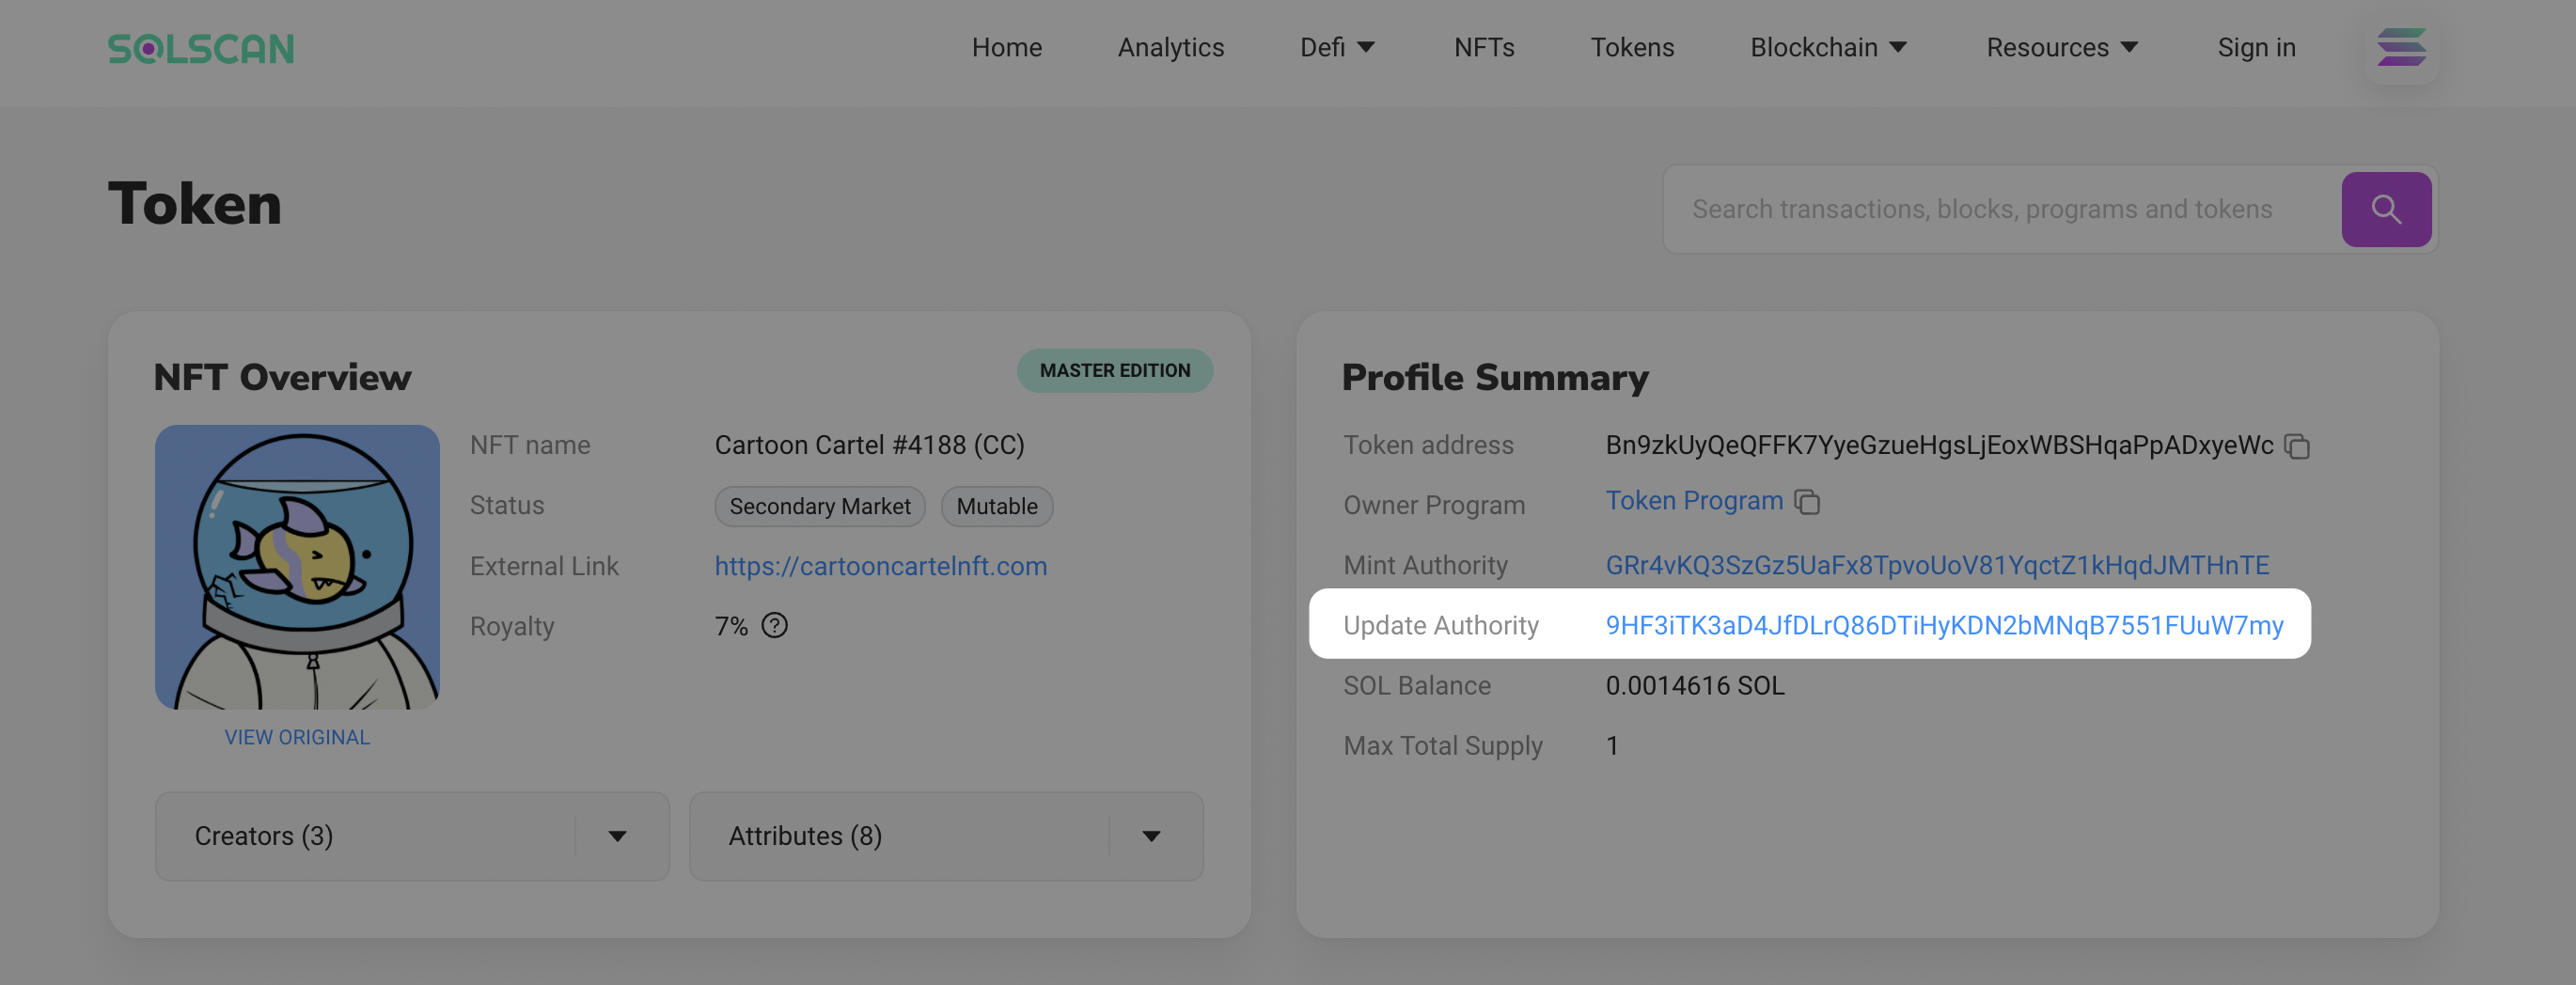 SOLSCAN
Home Analytics Defi NFTs Tokens Blockchain Resources Sign in
Token
Search transactions, blocks, programs and tokens
NFT Overview
MASTER EDITION
NFT name Cartoon Cartel #4188 (CC)
Status Secondary Market Mutable
External Link https://cartooncartelnft.com
Royalty 7% ?
VIEW ORIGINAL
Creators (3)
Attributes (8)
Profile Summary
Token address Bn9zkUyQeQFFK7YyeGzueHgsLjEoxWBSHqaPpADxyeWc
Owner Program Token Program
Mint Authority GRr4vKQ3SzGz5UaFx8TpvoUoV81YqctZ1kHqdJMTHnTE
Update Authority 9HF3iTK3aD4JfDLrQ86DTiHyKDN2bMNqB7551FUuW7my
SOL Balance 0.0014616 SOL
Max Total Supply 1